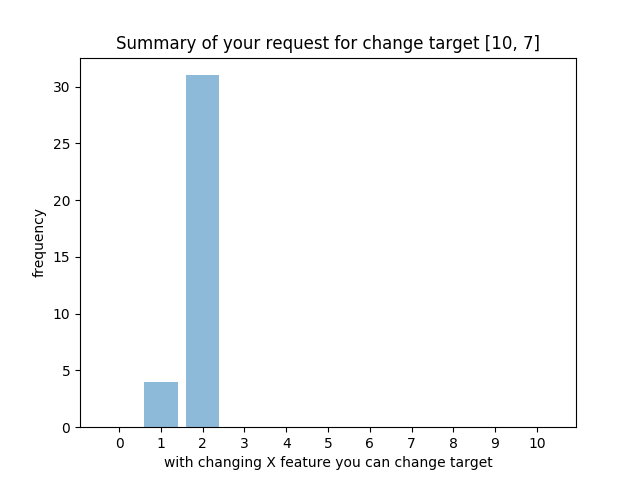 Summary of your request for change target [10, 7]
30
25
20
15
10
5
0
frequency
0 1 2 3 4 5 6 7 8 9 10
with changing X feature you can change target